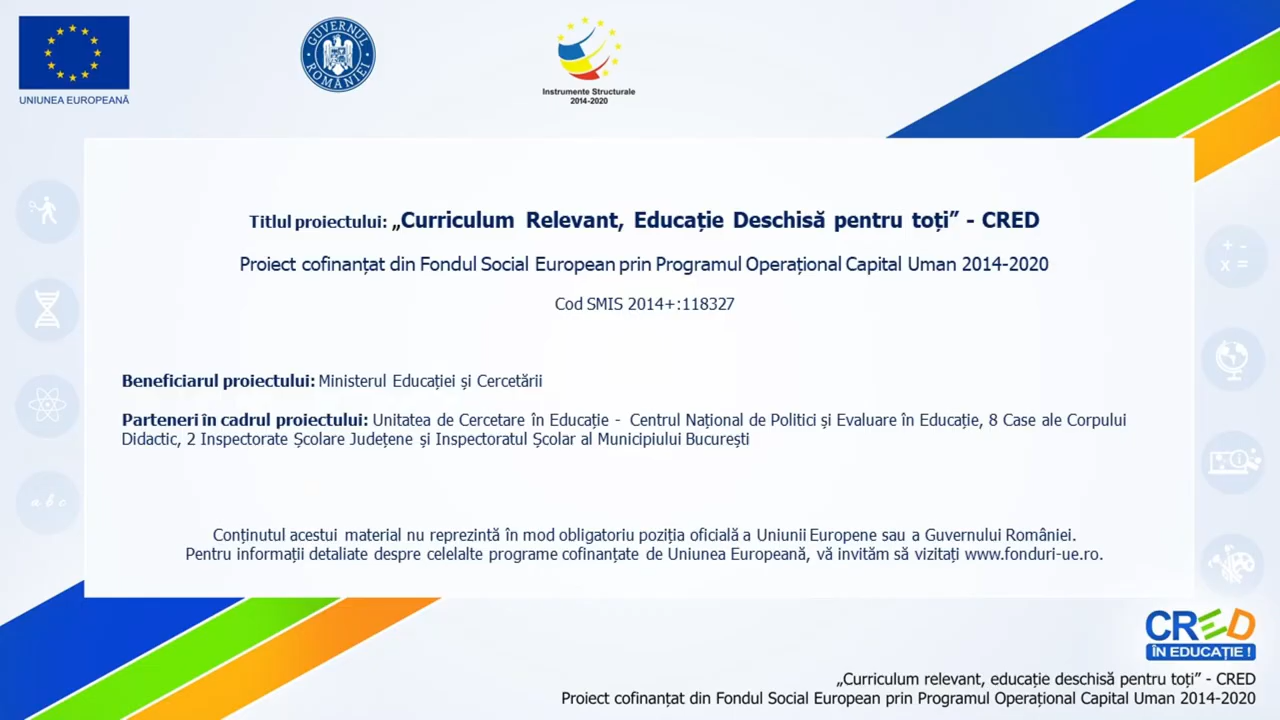 UNIUNEA EUROPEANĂ
GUVERNUL ROMÂNIEI
Instrumente Structurale
2014-2020
Titlul proiectului: „Curriculum Relevant, Educație Deschisă pentru toți” - CRED
Proiect cofinanțat din Fondul Social European prin Programul Operațional Capital Uman 2014-2020
Cod SMIS 2014+:118327
Beneficiarul proiectului: Ministerul Educației și Cercetării
Parteneri în cadrul proiectului: Unitatea de Cercetare în Educație - Centrul Național de Politici și Evaluare în Educație, 8 Case ale Corpului
Didactic, 2 Inspectorate Școlare Județene și Inspectoratul Școlar al Municipiului București
Conținutul acestui material nu reprezintă în mod obligatoriu poziția oficială a Uniunii Europene sau a Guvernului României.
Pentru informații detaliate despre celelalte programe cofinanțate de Uniunea Europeană, vă invităm să vizitați www.fonduri-ue.ro.
+ -
x =
a b c
CRED
ÎN EDUCAȚIE !
„Curriculum relevant, educație deschisă pentru toți” - CRED
Proiect cofinanțat din Fondul Social European prin Programul Operațional Capital Uman 2014-2020